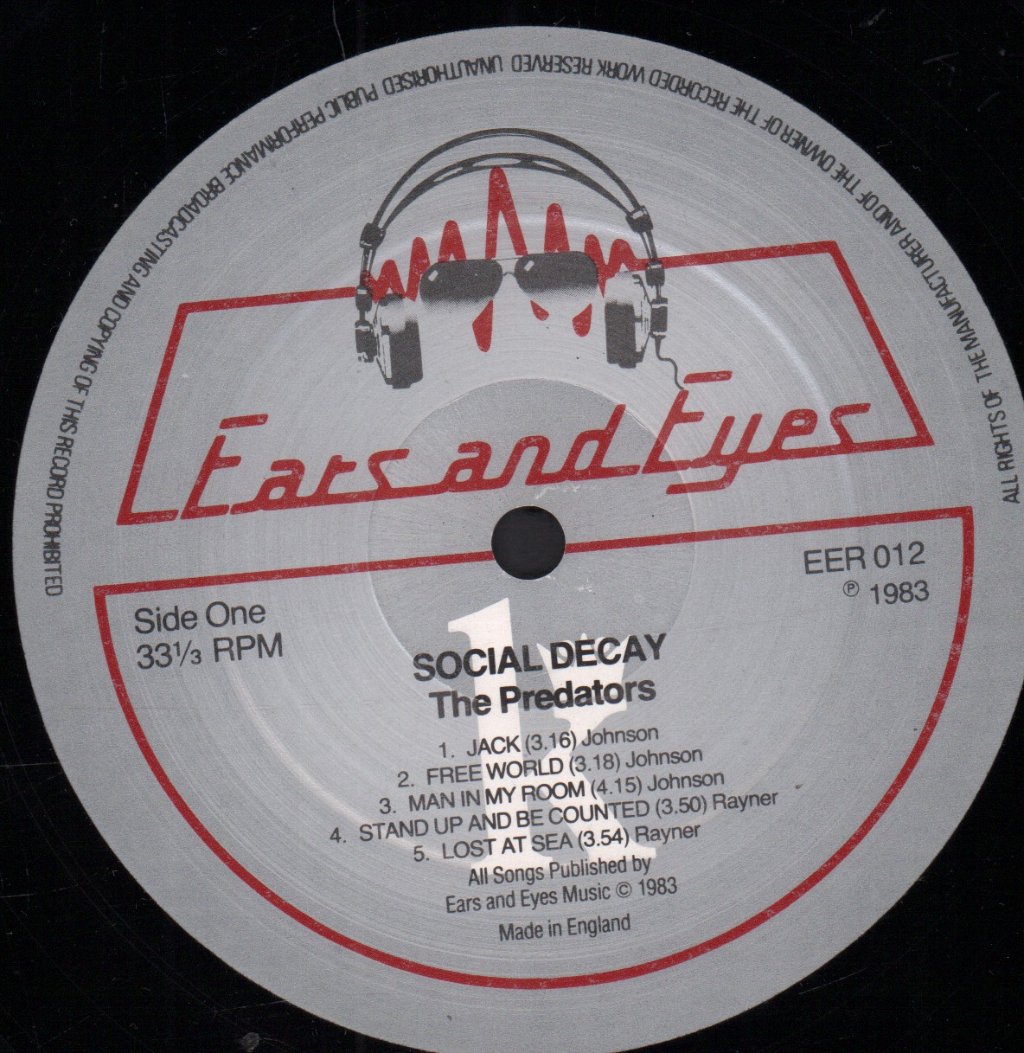 ALL RIGHTS OF THE MANUFACTURER AND OF THE OWNER OF THE RECORDED WORK RESERVED UNAUTHORISED PUBLIC PERFORMANCE BROADCASTING AND COPYING OF THIS RECORD PROHIBITED
Ears and Eyes
Side One
33⅓ RPM
EER 012
℗ 1983
k
SOCIAL DECAY
The Predators
1. JACK (3.16) Johnson
2. FREE WORLD (3.18) Johnson
3. MAN IN MY ROOM (4.15) Johnson
4. STAND UP AND BE COUNTED (3.50) Rayner
5. LOST AT SEA (3.54) Rayner
All Songs Published by
Ears and Eyes Music © 1983
Made in England